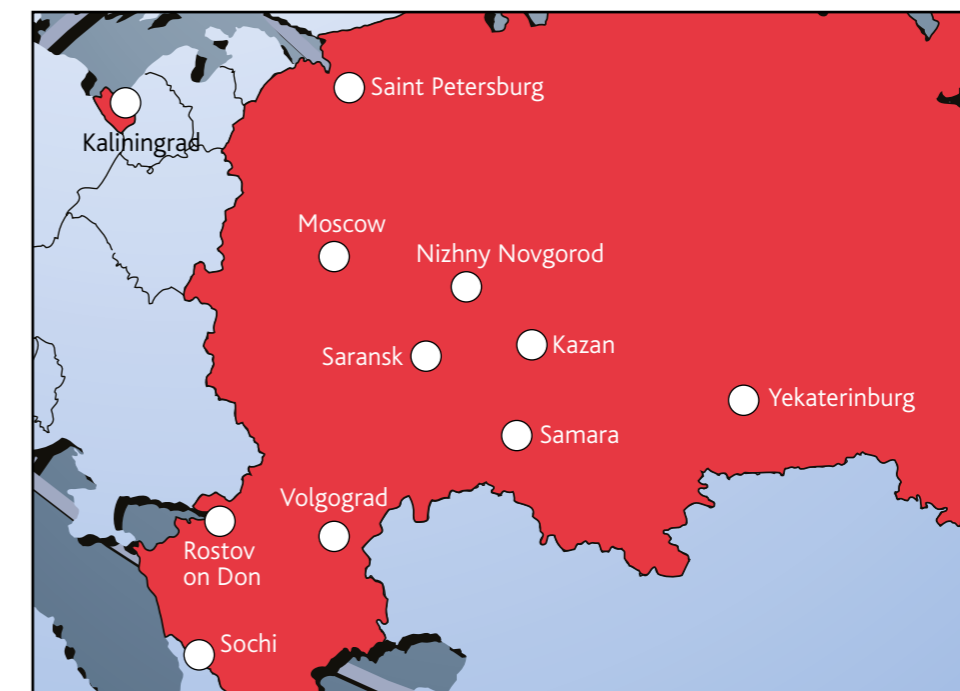 Saint Petersburg
Kaliningrad
Moscow
Nizhny Novgorod
Saransk
Kazan
Yekaterinburg
Samara
Volgograd
Rostov
on Don
Sochi